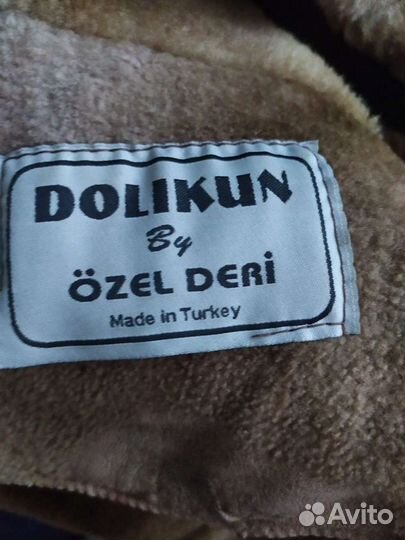 DOLIKUN
By
ÖZEL DERİ
Made in Turkey
Avito